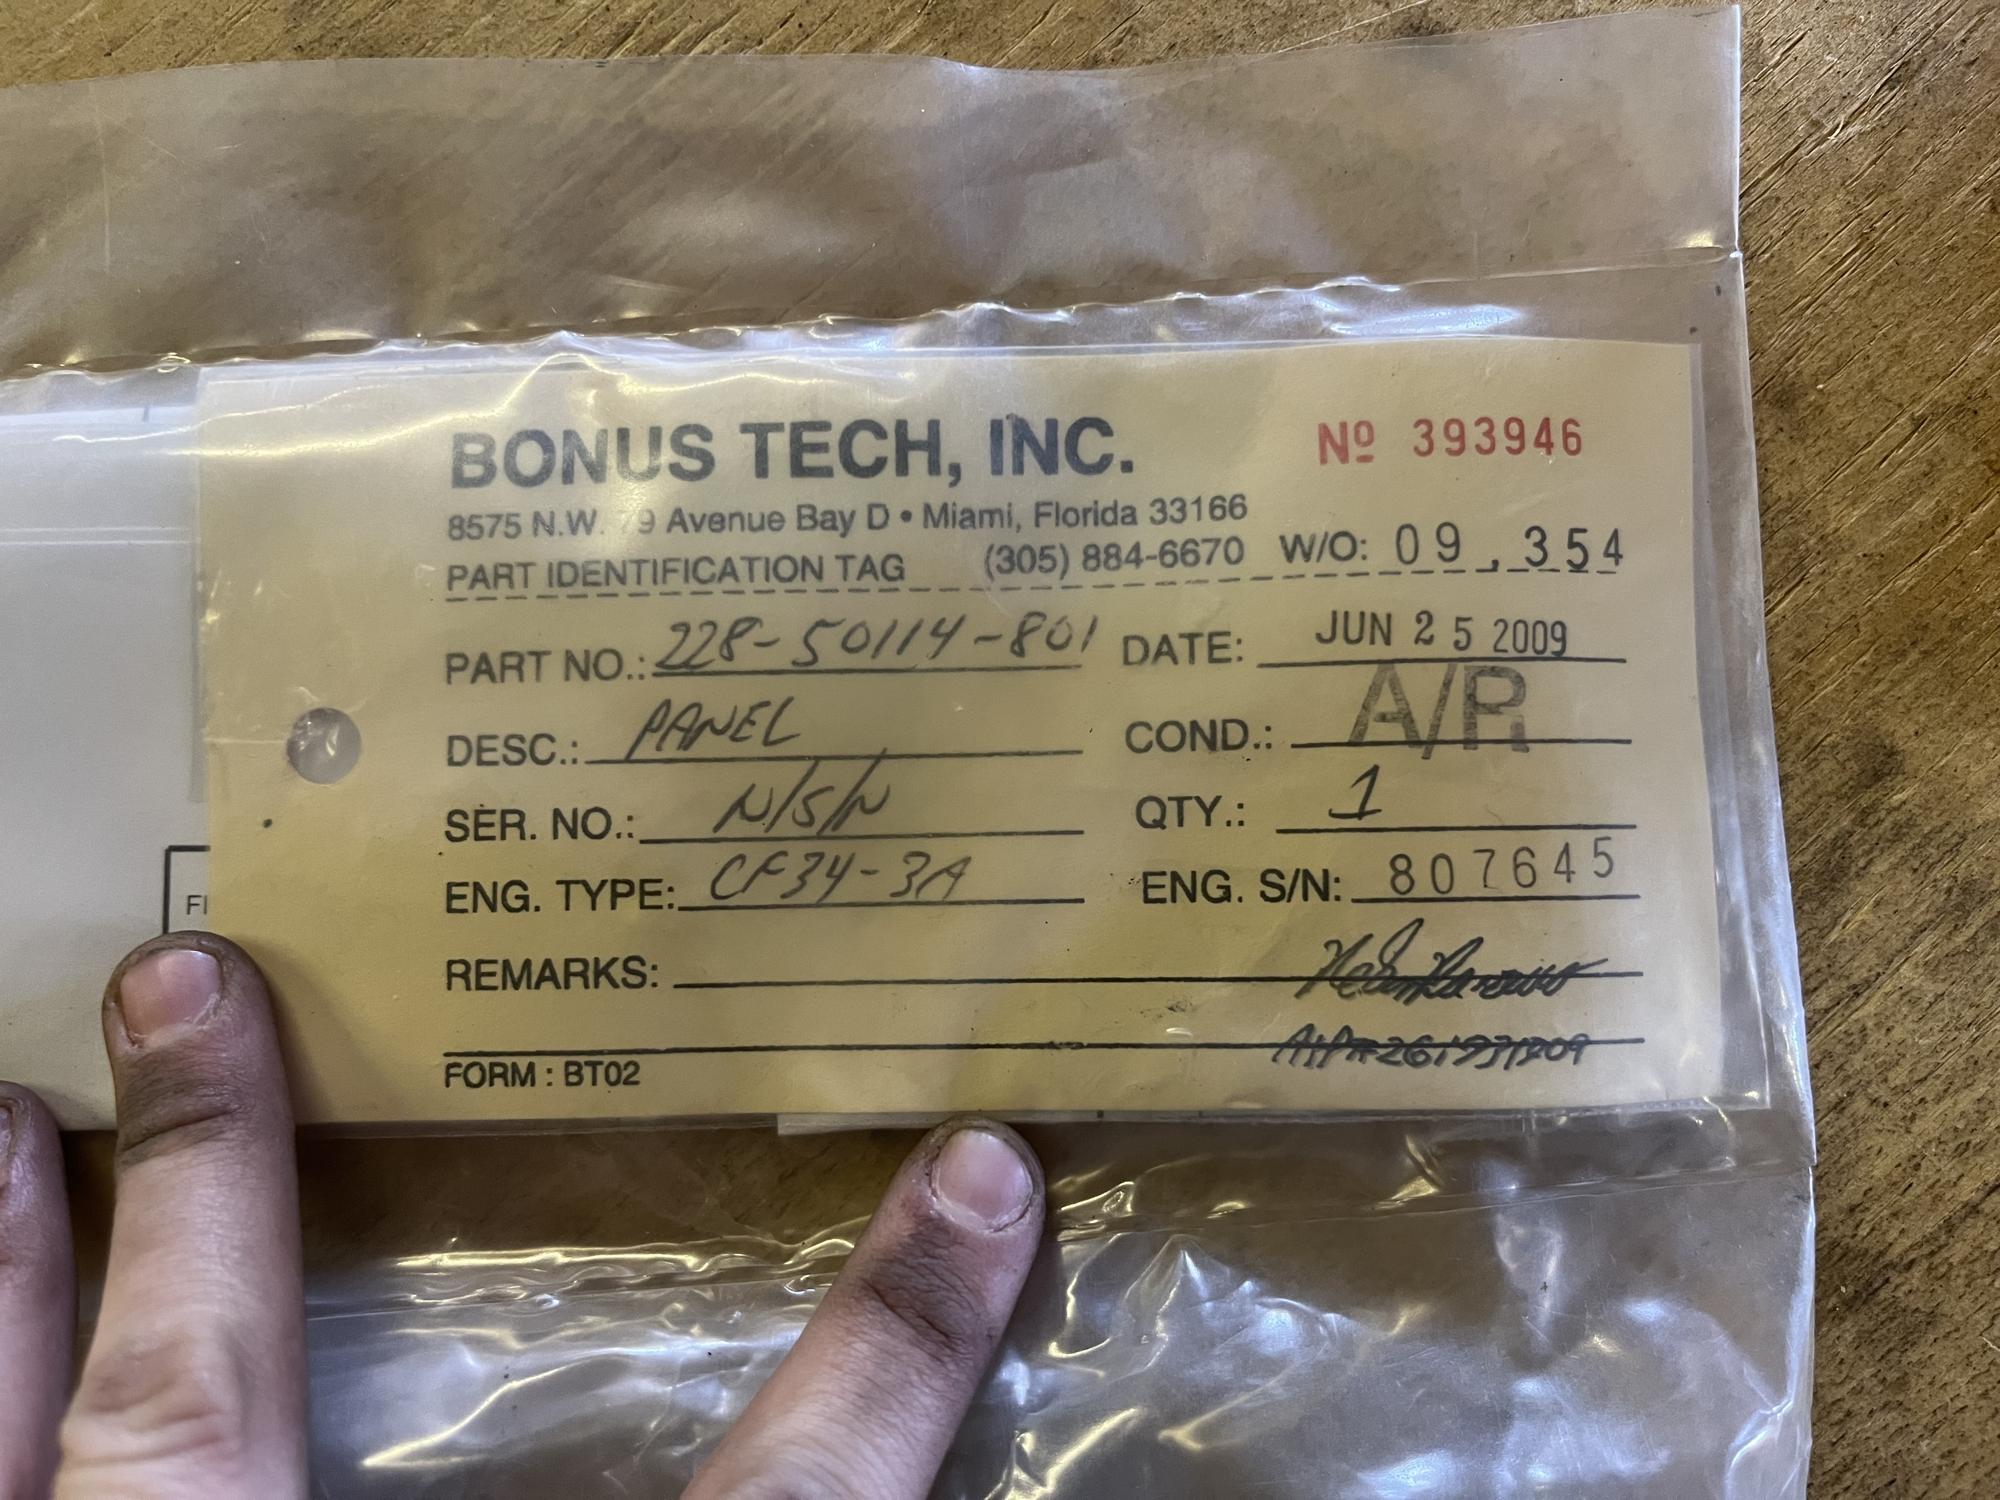 BONUS TECH, INC. Nº 393946
8575 N.W. 9 Avenue Bay D • Miami, Florida 33166
PART IDENTIFICATION TAG (305) 884-6670 W/O: 09,354
PART NO.: 228-50114-801 DATE: JUN 25 2009
DESC.: PANEL COND.: A/R
SER. NO.: N/S/N QTY.: 1
ENG. TYPE: CF34-3A ENG. S/N: 807645
REMARKS:
FORM : BT02